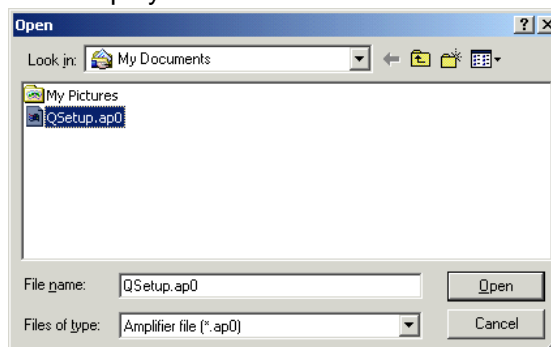 Open
Look in: My Documents
My Pictures
QSetup.ap0
File name: QSetup.ap0 Open
Files of type: Amplifier file (*.ap0) Cancel